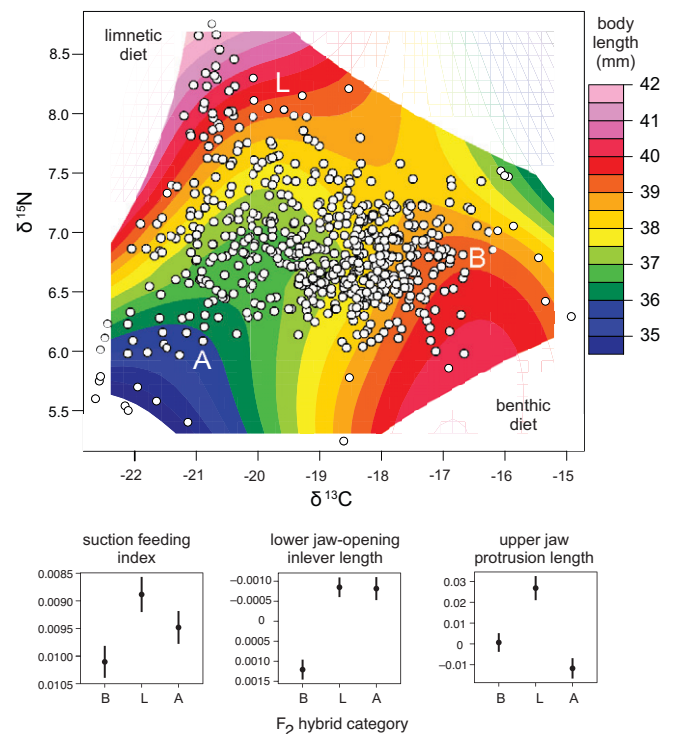 limnetic
diet
body
length
(mm)
8.5
8.0
7.5
7.0
6.5
6.0
5.5
δ 15N
L
B
A
benthic
diet
42
41
40
39
38
37
36
35
-22 -21 -20 -19 -18 -17 -16 -15
δ 13C
suction feeding
index
0.0085
0.0090
0.0095
0.0100
0.0105
B L A
lower jaw-opening
inlever length
−0.0010
−0.0005
0
0.0005
0.0010
0.0015
B L A
upper jaw
protrusion length
0.03
0.02
0.01
0
−0.01
B L A
F2 hybrid category